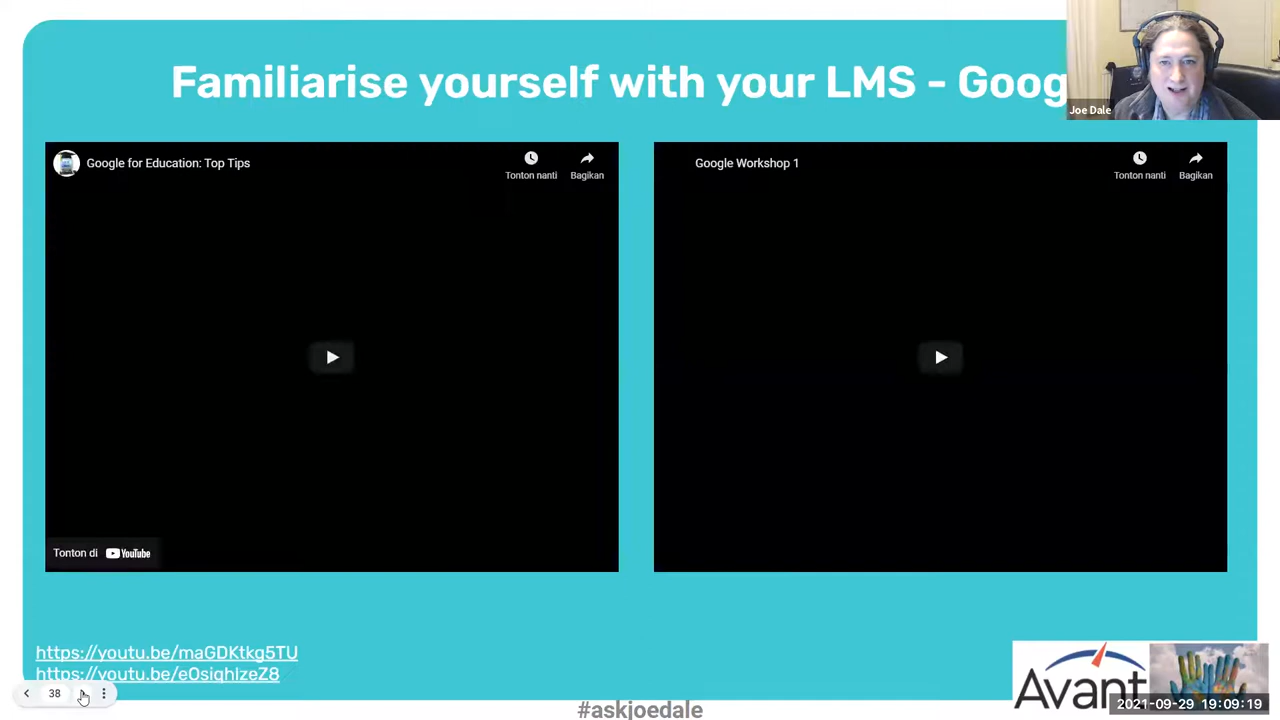 Familiarise yourself with your LMS - Goog
Joe Dale
Google for Education: Top Tips
Tonton nanti
Bagikan
Google Workshop 1
Tonton nanti
Bagikan
Tonton di YouTube
https://youtu.be/maGDKtkg5TU
https://youtu.be/eOsighlzeZ8
38
Avant
2021-09-29 19:09:19
#askjoedale